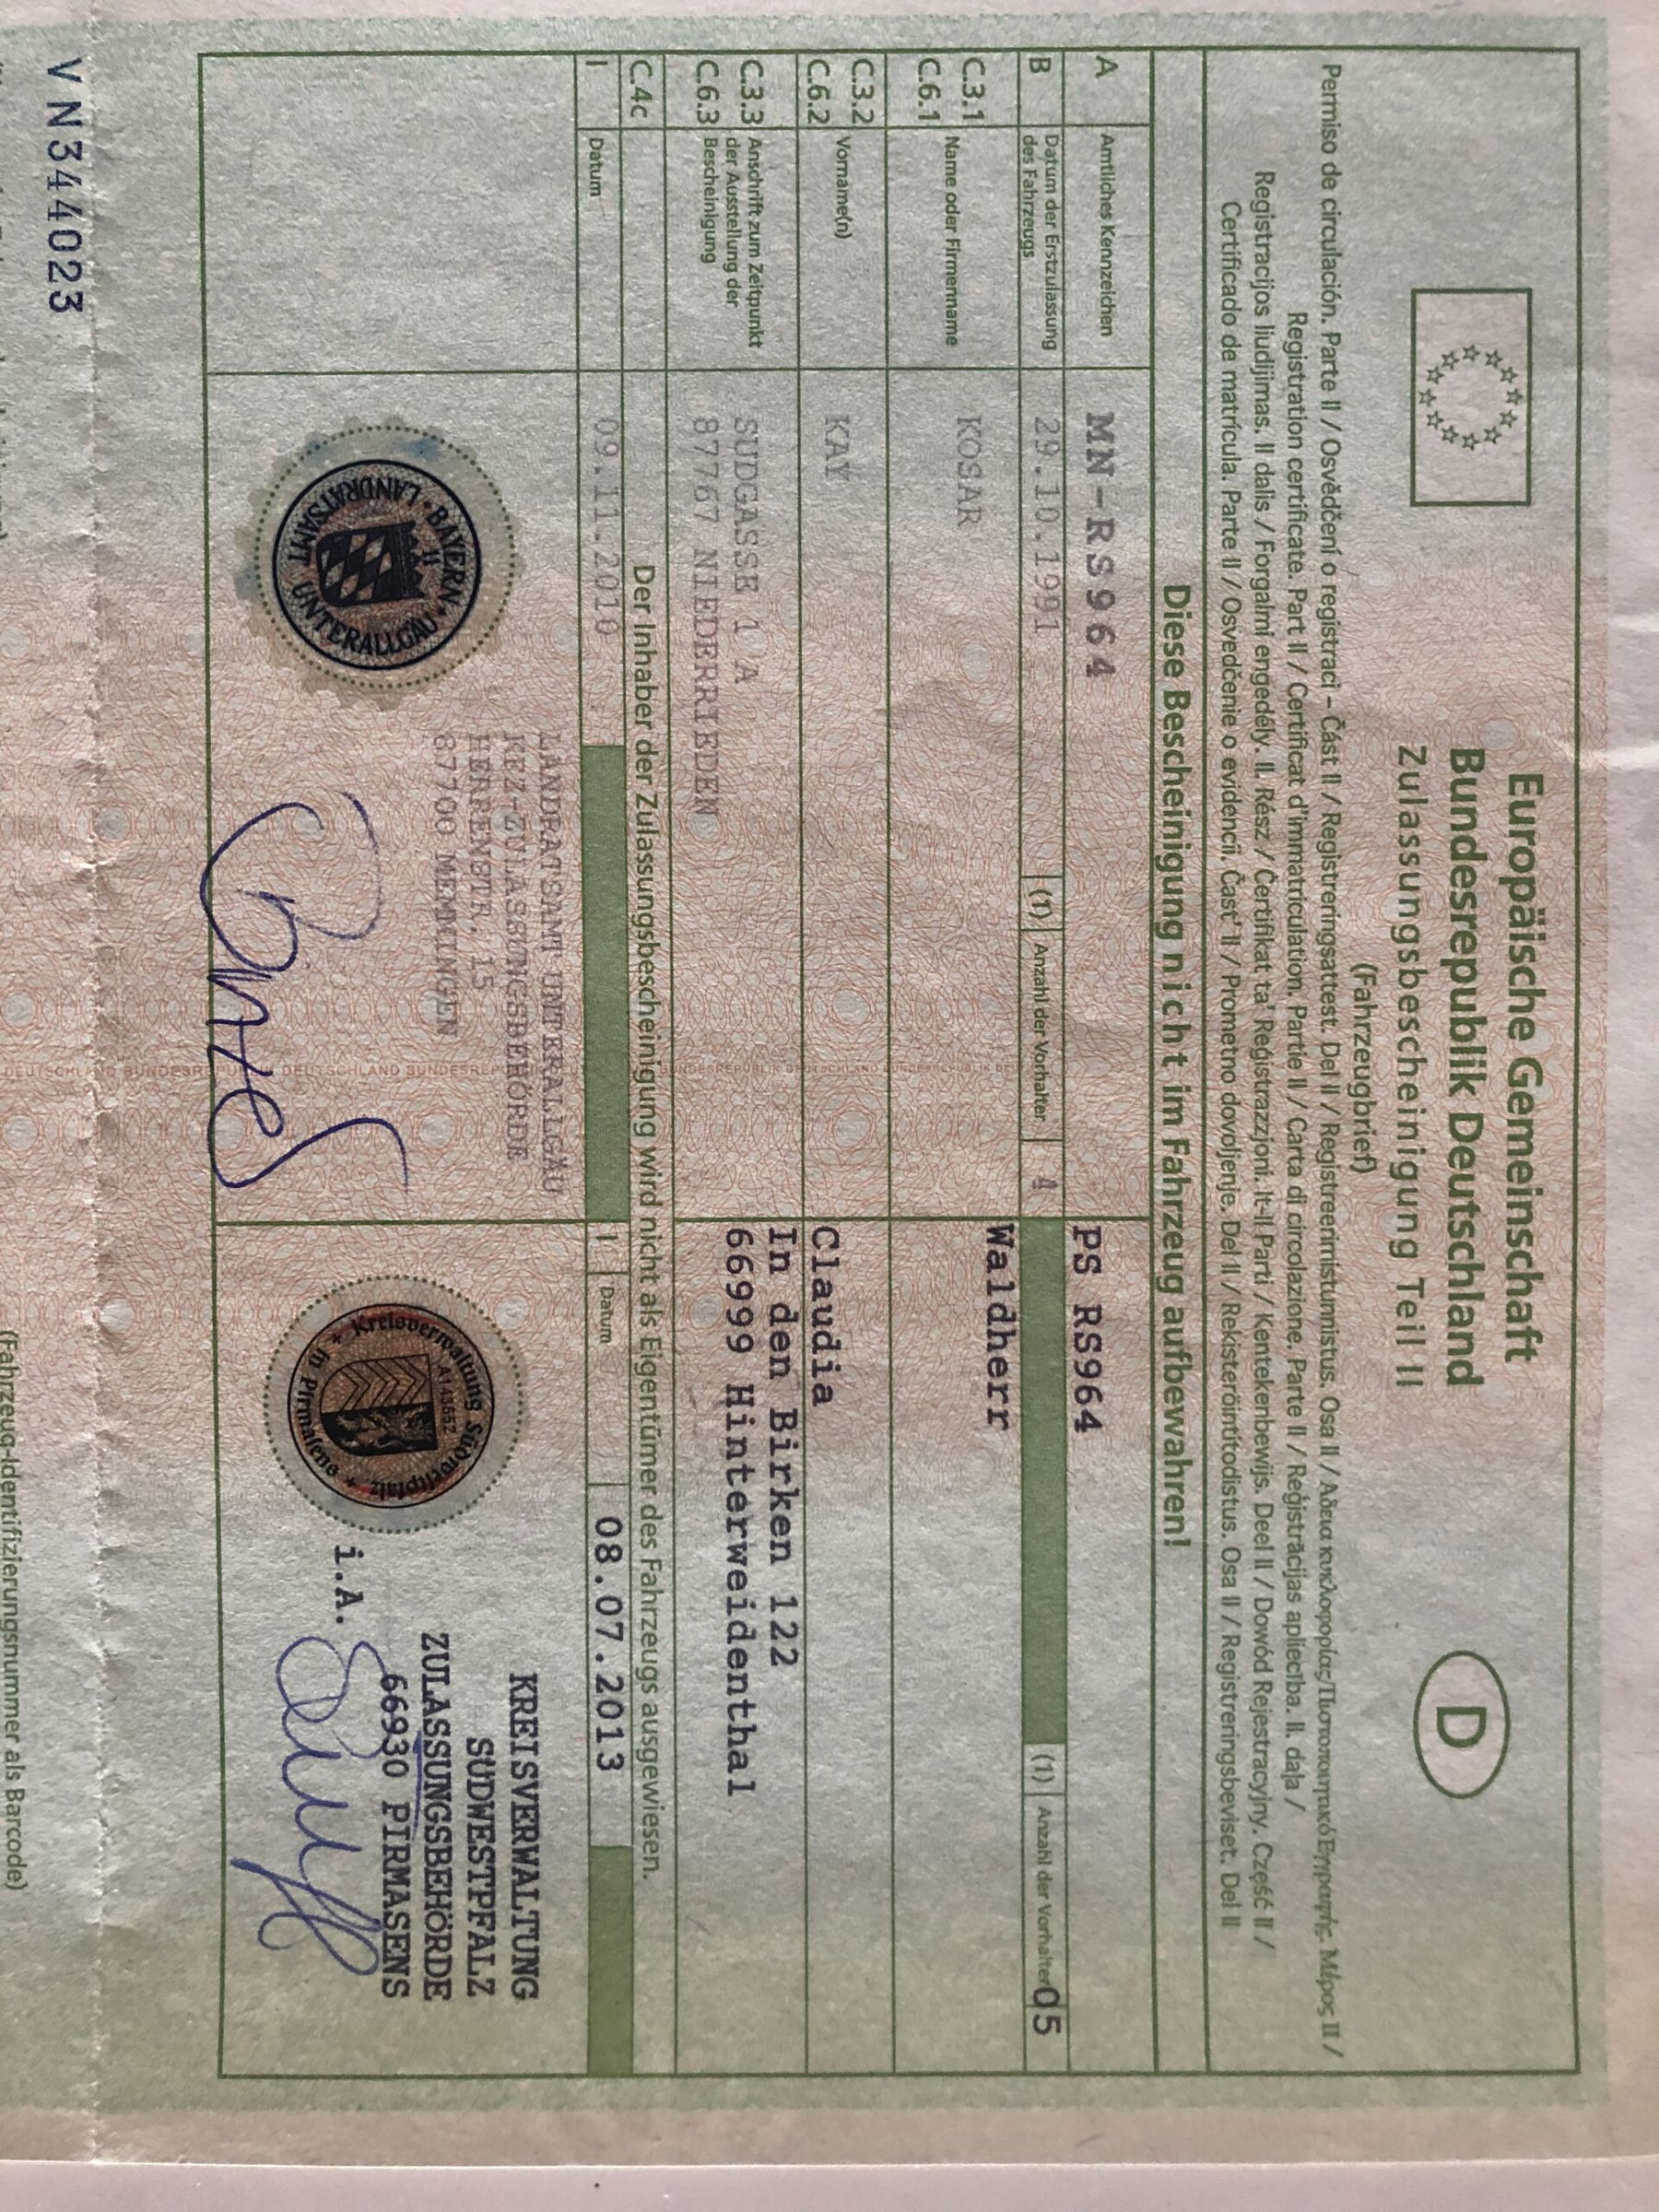 Europäische Gemeinschaft
Bundesrepublik Deutschland
Zulassungsbescheinigung Teil II
(Fahrzeugbrief)
D
Permiso de circulación. Parte II / Osvědčení o registraci – Část II / Registreringsattest. Del II / Registreerimistunnistus. Osa II / Άδεια κυκλοφορίας/Πιστοποιητικό Εγγραφής. Μέρος II /
Registration certificate. Part II / Certificat d'immatriculation. Partie II / Carta di circolazione. Parte II / Reģistrācijas apliecība. II. daļa /
Registracijos liudijimas. II dalis / Forgalmi engedély. II. Rész / Ċertifikat ta' Reġistrazzjoni. It-II Parti / Kentekenbewijs. Deel II / Dowód Rejestracyjny. Część II /
Certificado de matrícula. Parte II / Osvedčenie o evidencii. Časť II / Prometno dovoljenje. Del II / Rekisteröintitodistus. Osa II / Registreringsbeviset. Del II
Diese Bescheinigung nicht im Fahrzeug aufbewahren!
A Amtliches Kennzeichen MN-RS964 PS RS964
B Datum der Erstzulassung des Fahrzeugs 29.10.1991 (1) Anzahl der Vorhalter 4 (1) Anzahl der Vorhalter 05
C.3.1
C.6.1 Name oder Firmenname KOSAR Waldherr
C.3.2
C.6.2 Vorname(n) KAY Claudia
C.3.3 Anschrift zum Zeitpunkt
der Ausstellung der
C.6.3 Bescheinigung
SUDGASSE 1 A In den Birken 122
87767 NIEDERRIEDEN 66999 Hinterweidenthal
C.4c Der Inhaber der Zulassungsbescheinigung wird nicht als Eigentümer des Fahrzeugs ausgewiesen.
I Datum 09.11.2010 I Datum 08.07.2013
LANDRATSAMT UNTERALLGÄU
KFZ-ZULASSUNGSBEHÖRDE
HERRENSTR. 15
87700 MEMMINGEN
BAYERN
LANDRATSAMT UNTERALLGÄU
11
KREISVERWALTUNG
SÜDWESTPFALZ
ZULASSUNGSBEHÖRDE
66930 PIRMASENS
i.A.
Kreisverwaltung Südwestpfalz
in Pirmasens
DEUTSCHLAND BUNDESREPUBLIK DEUTSCHLAND
VN344023
(Fahrzeug-Identifizierungsnummer als Barcode)